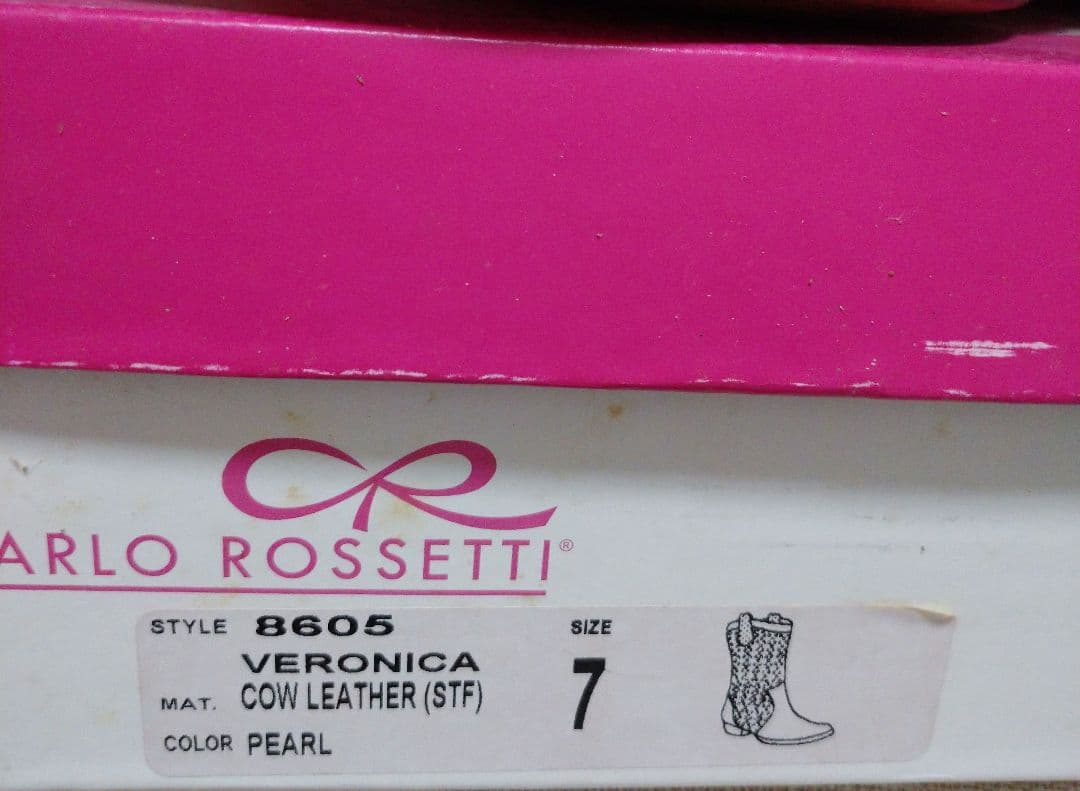 ARLO ROSSETTI®
STYLE 8605
SIZE
VERONICA
7
MAT. COW LEATHER (STF)
COLOR PEARL